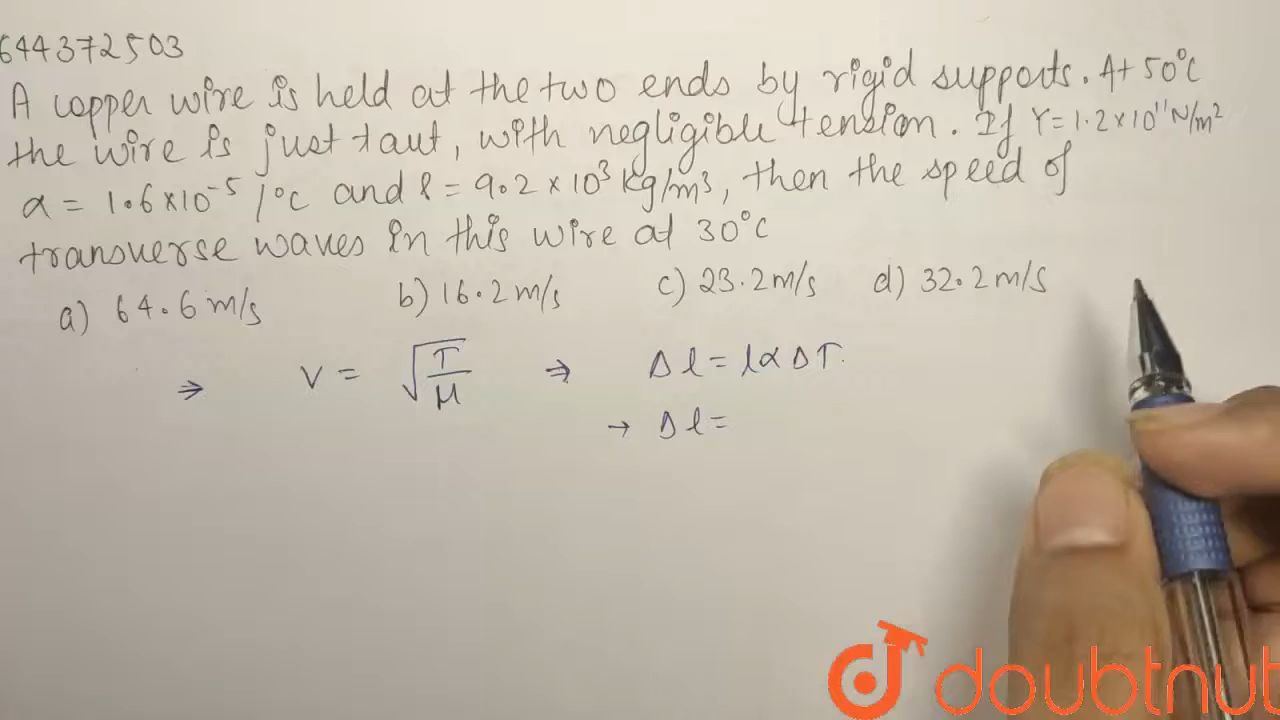 644372503
A copper wire is held at the two ends by rigid supports. At 50°C
the wire is just taut, with negligible tension. If Y = 1.2×10¹¹ N/m²
α = 1.6×10⁻⁵ /°C and ρ = 9.2 × 10³ kg/m³, then the speed of
transverse waves in this wire at 30°C
a) 64.6 m/s b) 16.2 m/s c) 23.2 m/s d) 32.2 m/s
⇒ V = √(T/μ) ⇒ Δl = lαΔT.
→ Δl =
doubtnut